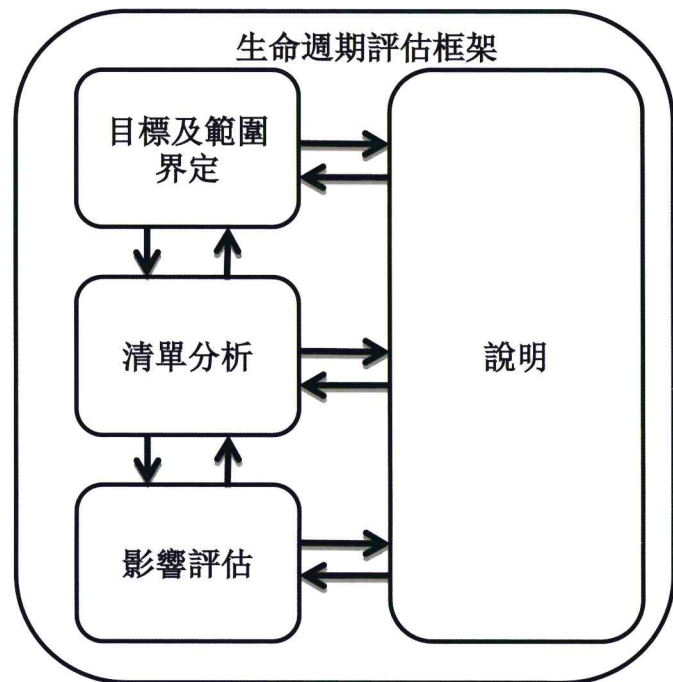 生命週期評估框架
目標及範圍
界定
清單分析
影響評估
說明